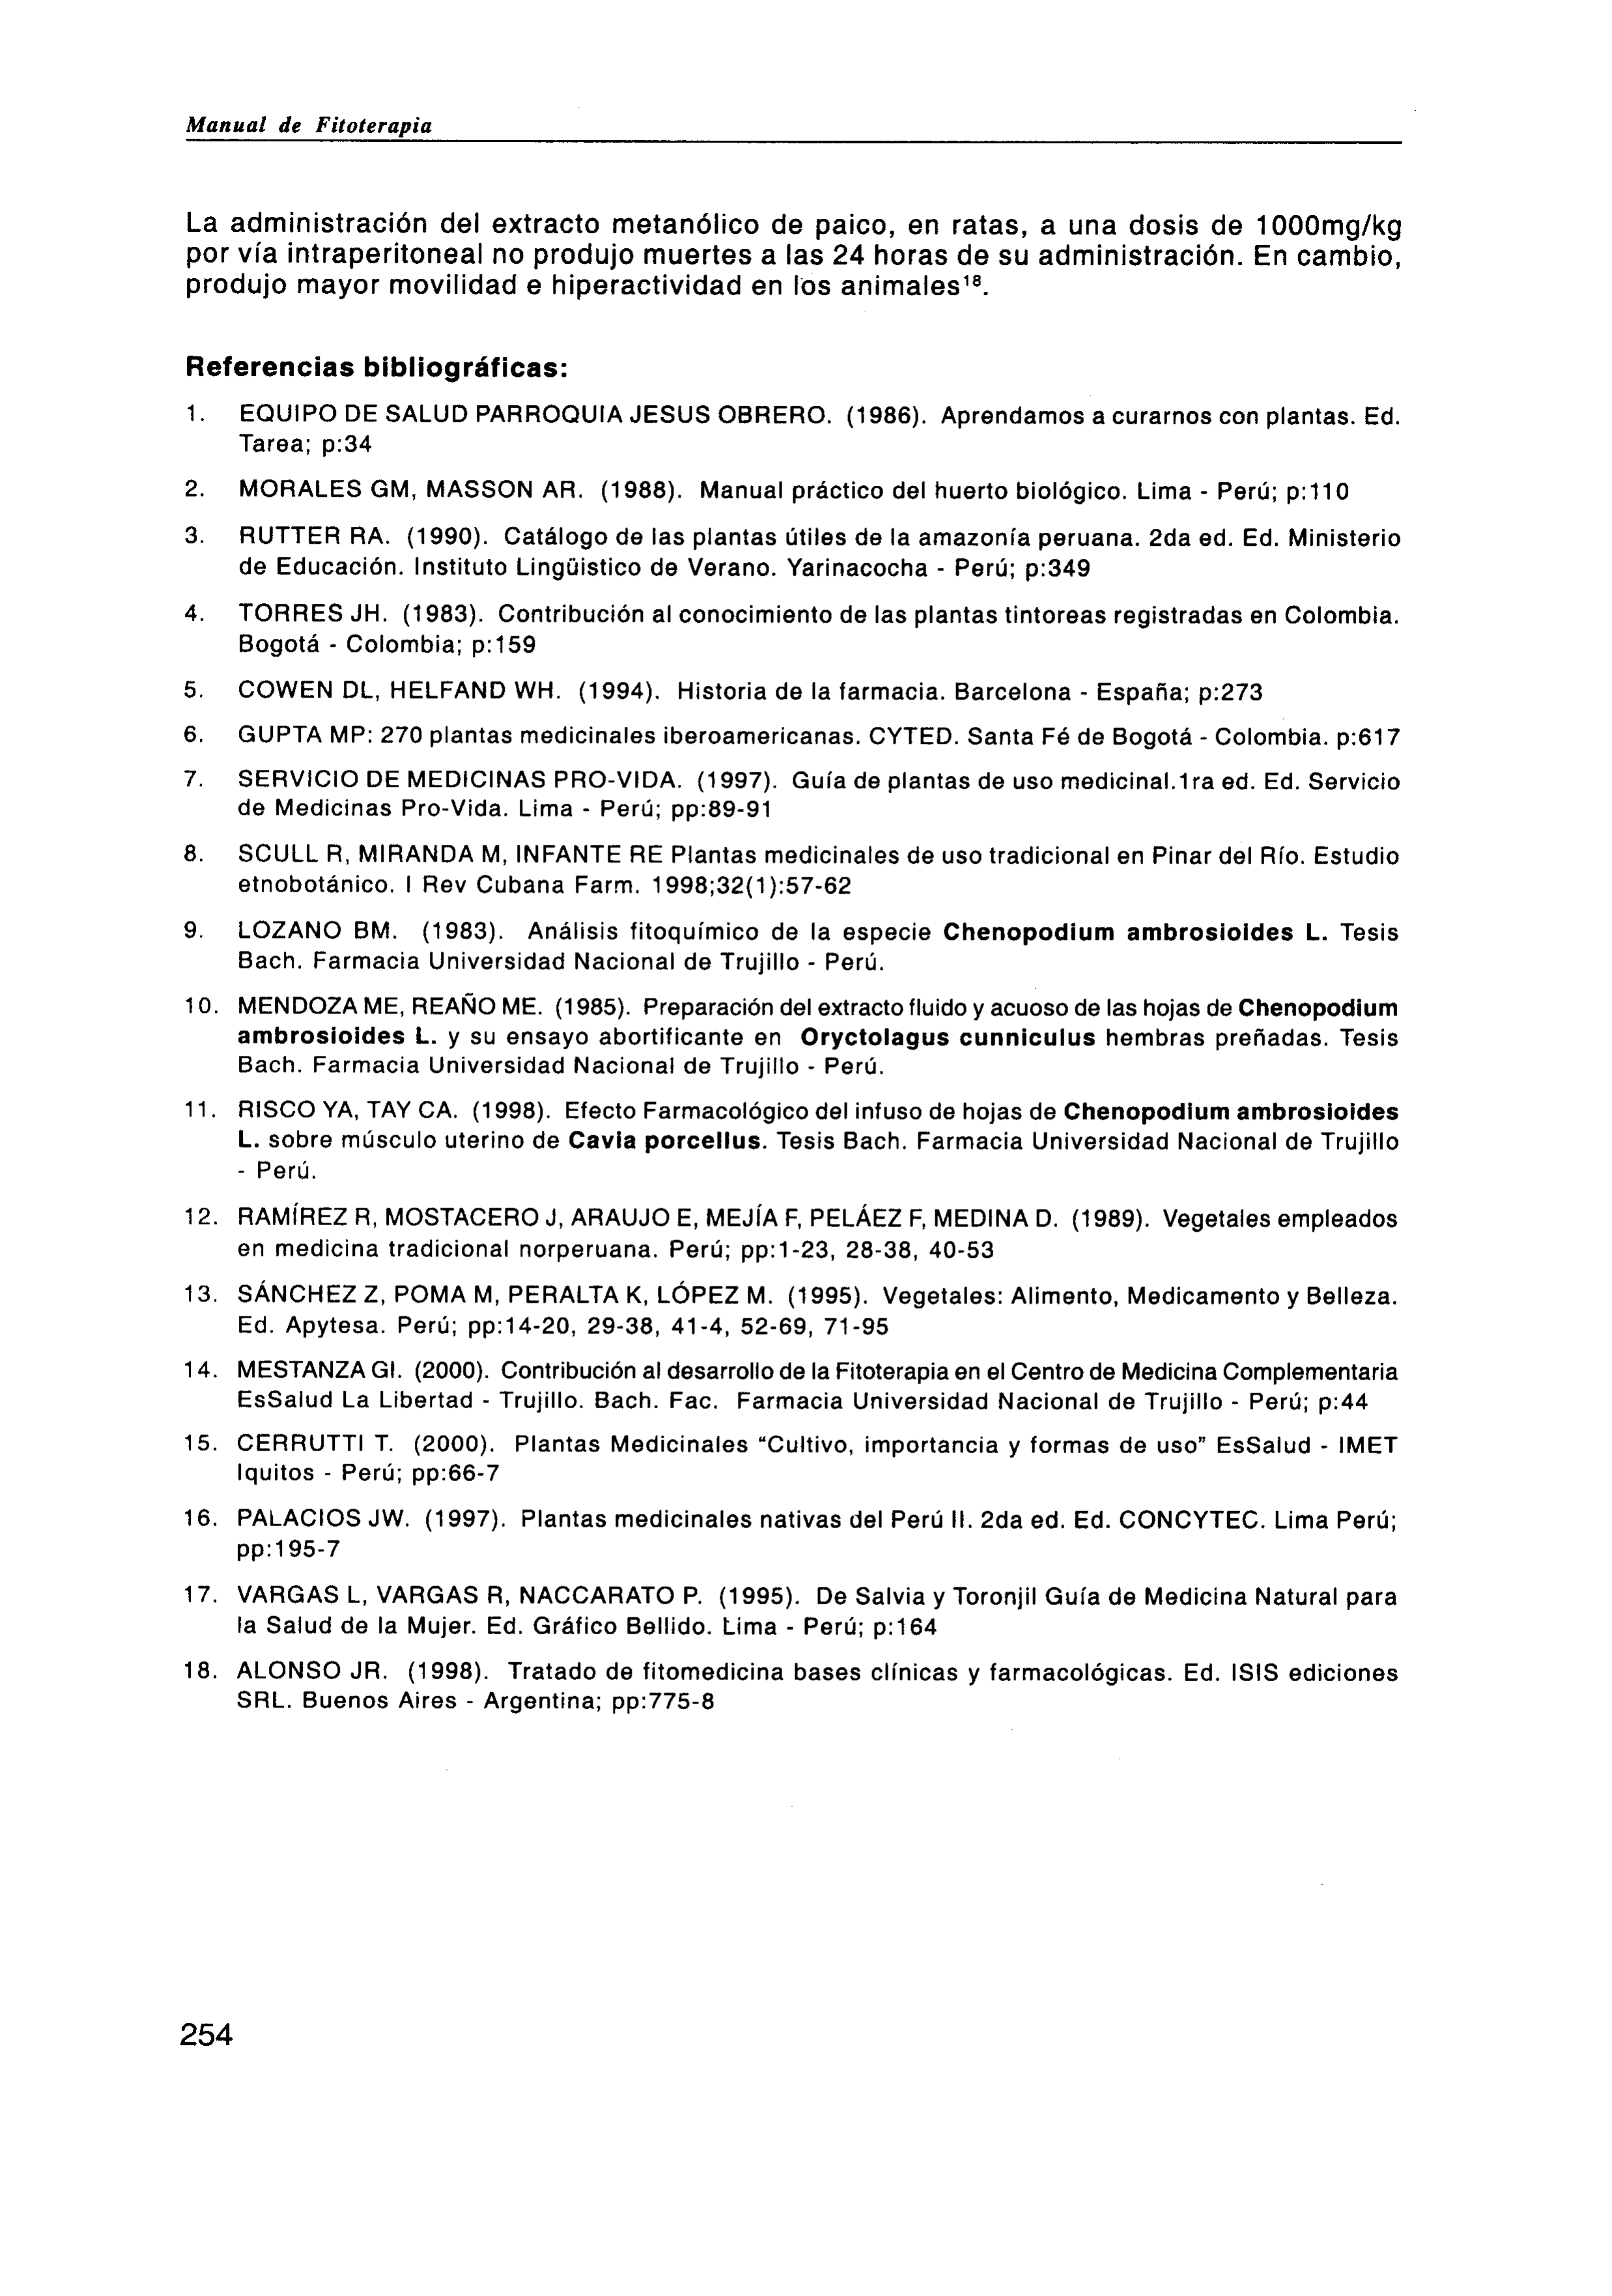 Manual de Fitoterapia
La administración del extracto metanólico de paico, en ratas, a una dosis de 1000mg/kg
por vía intraperitoneal no produjo muertes a las 24 horas de su administración. En cambio,
produjo mayor movilidad e hiperactividad en los animales¹⁸.
Referencias bibliográficas:
1. EQUIPO DE SALUD PARROQUIA JESUS OBRERO. (1986). Aprendamos a curarnos con plantas. Ed.
Tarea; p:34
2. MORALES GM, MASSON AR. (1988). Manual práctico del huerto biológico. Lima - Perú; p:110
3. RUTTER RA. (1990). Catálogo de las plantas útiles de la amazonía peruana. 2da ed. Ed. Ministerio
de Educación. Instituto Lingüistico de Verano. Yarinacocha - Perú; p:349
4. TORRES JH. (1983). Contribución al conocimiento de las plantas tintoreas registradas en Colombia.
Bogotá - Colombia; p:159
5. COWEN DL, HELFAND WH. (1994). Historia de la farmacia. Barcelona - España; p:273
6. GUPTA MP: 270 plantas medicinales iberoamericanas. CYTED. Santa Fé de Bogotá - Colombia. p:617
7. SERVICIO DE MEDICINAS PRO-VIDA. (1997). Guía de plantas de uso medicinal.1ra ed. Ed. Servicio
de Medicinas Pro-Vida. Lima - Perú; pp:89-91
8. SCULL R, MIRANDA M, INFANTE RE Plantas medicinales de uso tradicional en Pinar del Río. Estudio
etnobotánico. I Rev Cubana Farm. 1998;32(1):57-62
9. LOZANO BM. (1983). Análisis fitoquímico de la especie Chenopodium ambrosioides L. Tesis
Bach. Farmacia Universidad Nacional de Trujillo - Perú.
10. MENDOZA ME, REAÑO ME. (1985). Preparación del extracto fluido y acuoso de las hojas de Chenopodium
ambrosioides L. y su ensayo abortificante en Oryctolagus cunniculus hembras preñadas. Tesis
Bach. Farmacia Universidad Nacional de Trujillo - Perú.
11. RISCO YA, TAY CA. (1998). Efecto Farmacológico del infuso de hojas de Chenopodium ambrosioides
L. sobre músculo uterino de Cavia porcellus. Tesis Bach. Farmacia Universidad Nacional de Trujillo
- Perú.
12. RAMÍREZ R, MOSTACERO J, ARAUJO E, MEJÍA F, PELÁEZ F, MEDINA D. (1989). Vegetales empleados
en medicina tradicional norperuana. Perú; pp:1-23, 28-38, 40-53
13. SÁNCHEZ Z, POMA M, PERALTA K, LÓPEZ M. (1995). Vegetales: Alimento, Medicamento y Belleza.
Ed. Apytesa. Perú; pp:14-20, 29-38, 41-4, 52-69, 71-95
14. MESTANZA GI. (2000). Contribución al desarrollo de la Fitoterapia en el Centro de Medicina Complementaria
EsSalud La Libertad - Trujillo. Bach. Fac. Farmacia Universidad Nacional de Trujillo - Perú; p:44
15. CERRUTTI T. (2000). Plantas Medicinales “Cultivo, importancia y formas de uso” EsSalud - IMET
Iquitos - Perú; pp:66-7
16. PALACIOS JW. (1997). Plantas medicinales nativas del Perú II. 2da ed. Ed. CONCYTEC. Lima Perú;
pp:195-7
17. VARGAS L, VARGAS R, NACCARATO P. (1995). De Salvia y Toronjil Guía de Medicina Natural para
la Salud de la Mujer. Ed. Gráfico Bellido. Lima - Perú; p:164
18. ALONSO JR. (1998). Tratado de fitomedicina bases clínicas y farmacológicas. Ed. ISIS ediciones
SRL. Buenos Aires - Argentina; pp:775-8
254